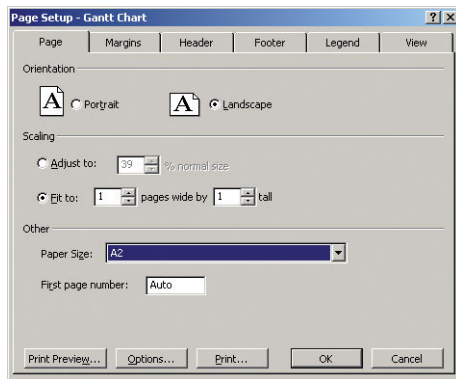 Page Setup - Gantt Chart
Page Margins Header Footer Legend View
Orientation
A Portrait A Landscape
Scaling
Adjust to: 39 % normal size
Fit to: 1 pages wide by 1 tall
Other
Paper Size: A2
First page number: Auto
Print Preview... Options... Print... OK Cancel